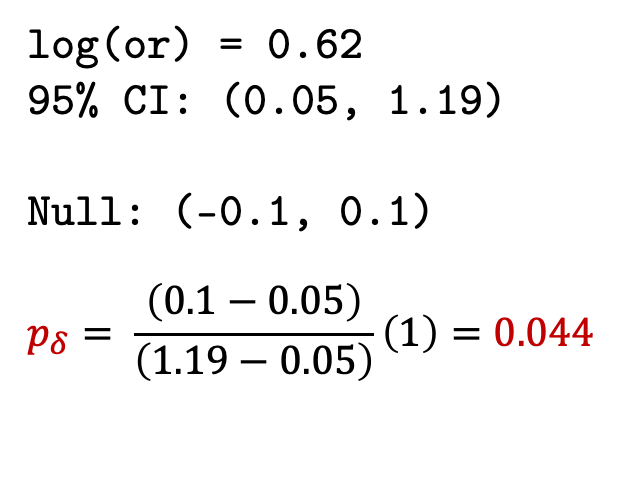 log(or) = 0.62
95% CI: (0.05, 1.19)
Null: (-0.1, 0.1)
p_δ = (0.1 − 0.05)/(1.19 − 0.05) (1) = 0.044